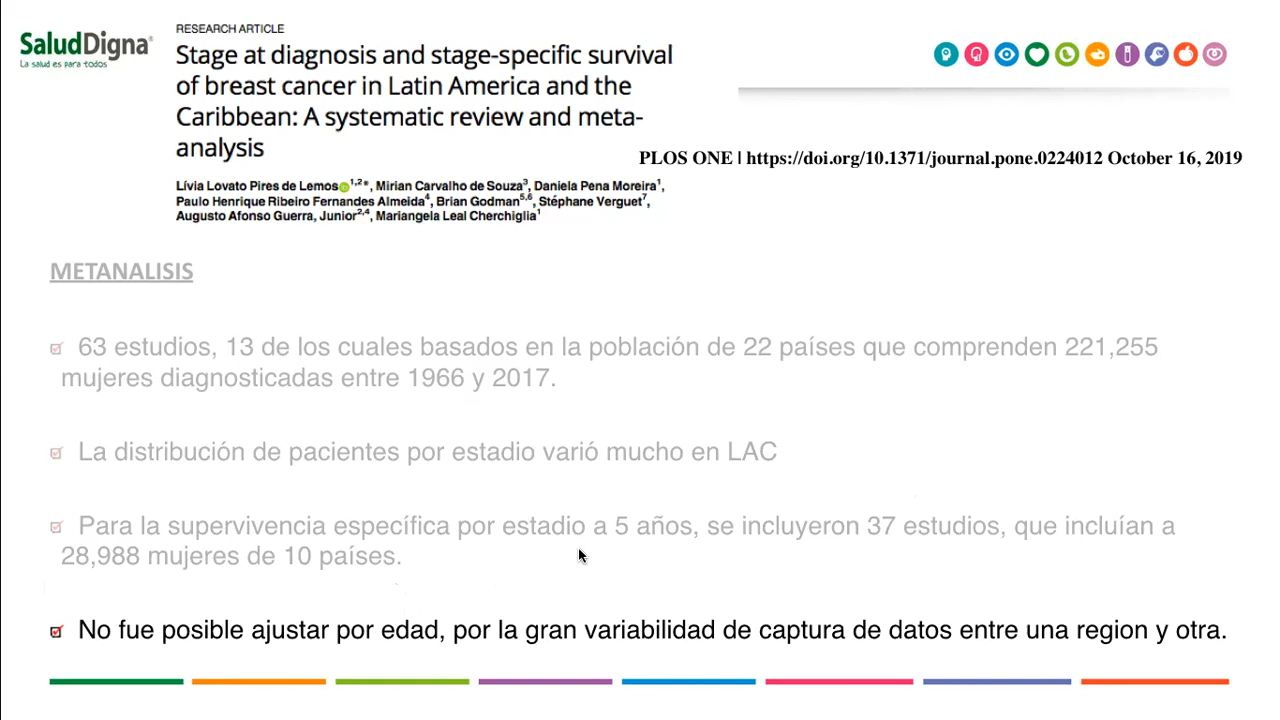 SaludDigna
La salud es para todos
RESEARCH ARTICLE
Stage at diagnosis and stage-specific survival
of breast cancer in Latin America and the
Caribbean: A systematic review and meta-
analysis
PLOS ONE | https://doi.org/10.1371/journal.pone.0224012 October 16, 2019
Lívia Lovato Pires de Lemos 1,2*, Mirian Carvalho de Souza3, Daniela Pena Moreira1,
Paulo Henrique Ribeiro Fernandes Almeida4, Brian Godman5,6, Stéphane Verguet7,
Augusto Afonso Guerra, Junior2,4, Mariangela Leal Cherchiglia1
METANALISIS
63 estudios, 13 de los cuales basados en la población de 22 países que comprenden 221,255
mujeres diagnosticadas entre 1966 y 2017.
La distribución de pacientes por estadio varió mucho en LAC
Para la supervivencia específica por estadio a 5 años, se incluyeron 37 estudios, que incluían a
28,988 mujeres de 10 países.
No fue posible ajustar por edad, por la gran variabilidad de captura de datos entre una region y otra.